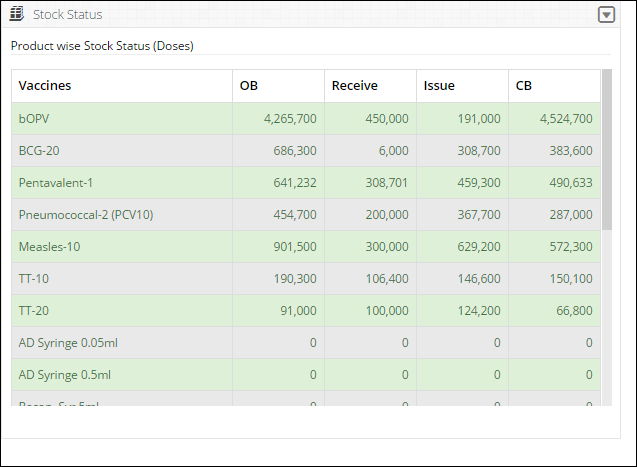 Stock Status
Product wise Stock Status (Doses)
Vaccines OB Receive Issue CB
bOPV 4,265,700 450,000 191,000 4,524,700
BCG-20 686,300 6,000 308,700 383,600
Pentavalent-1 641,232 308,701 459,300 490,633
Pneumococcal-2 (PCV10) 454,700 200,000 367,700 287,000
Measles-10 901,500 300,000 629,200 572,300
TT-10 190,300 106,400 146,600 150,100
TT-20 91,000 100,000 124,200 66,800
AD Syringe 0.05ml 0 0 0 0
AD Syringe 0.5ml 0 0 0 0
0 0 0 0